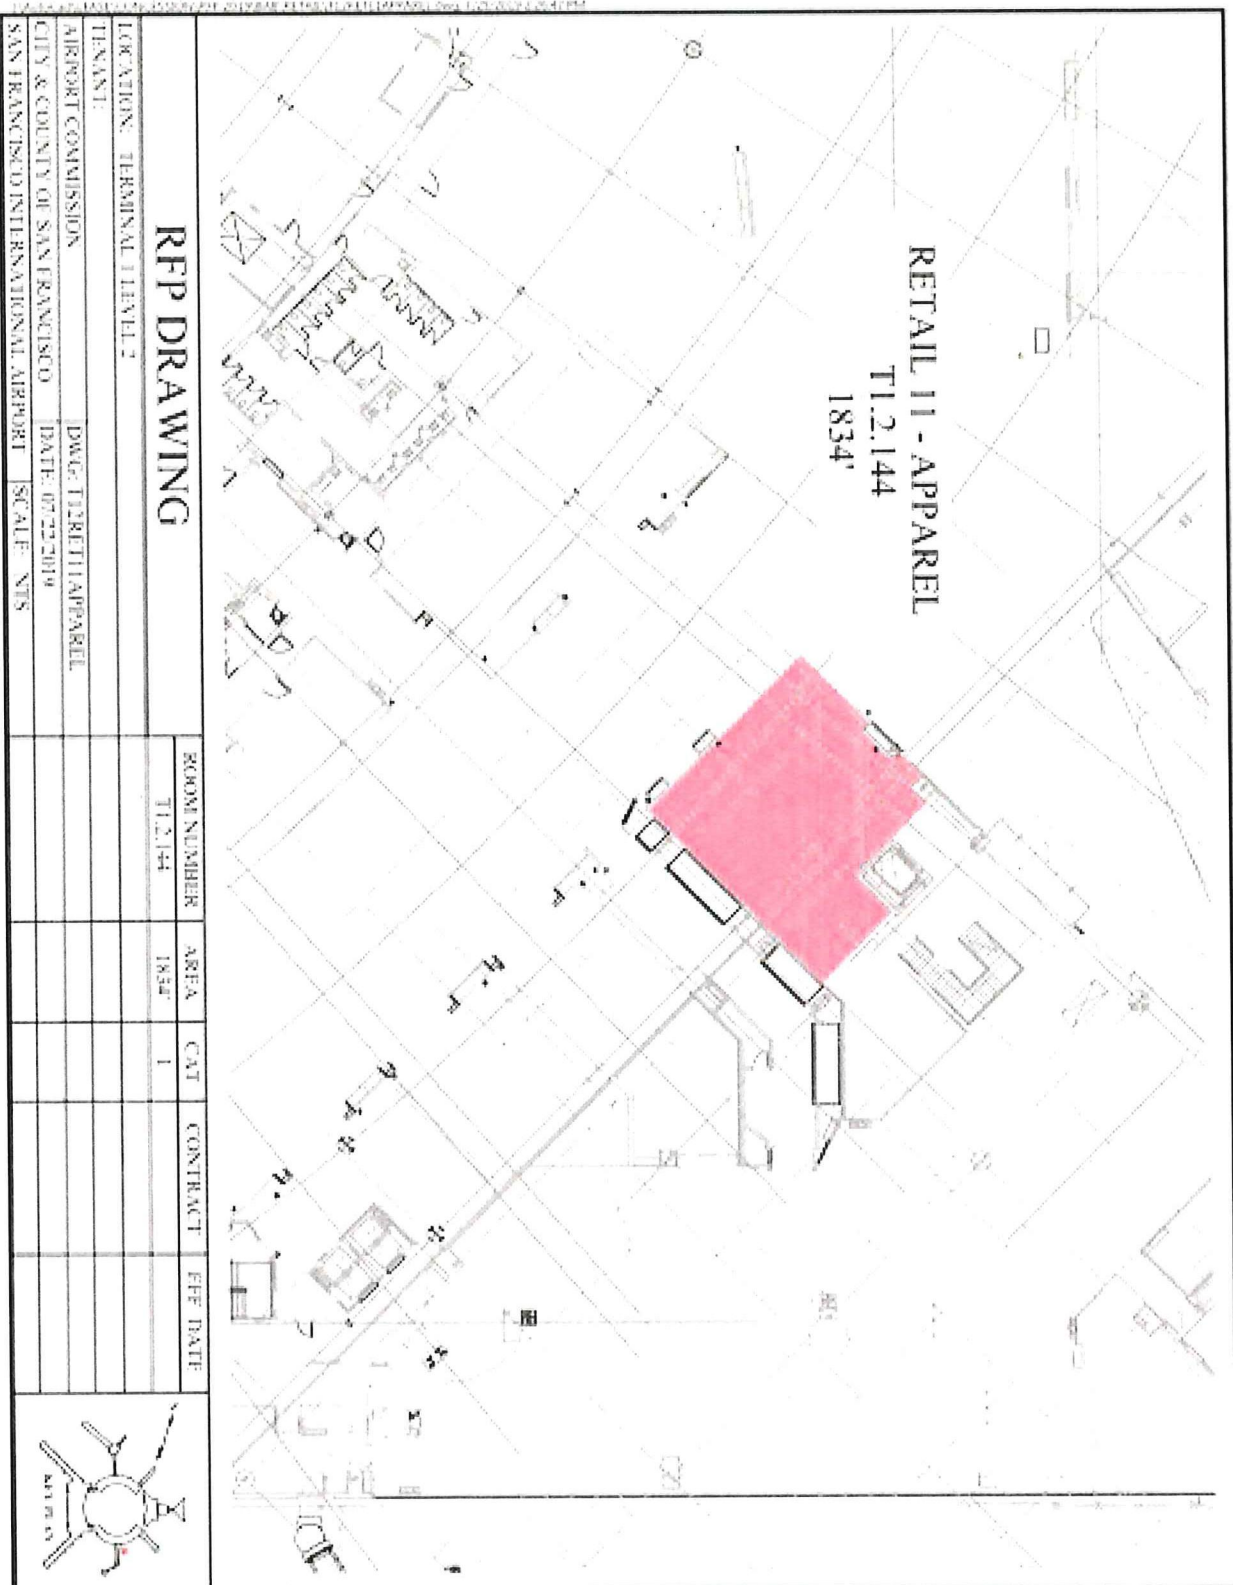 RETAIL 11 - APPAREL
T1.2.144
1834'
RFP DRAWING
LOCATION: TERMINAL 1 LEVEL 2
TENANT:
AIRPORT COMMISSION
DWG: T12RET11APPAREL
CITY & COUNTY OF SAN FRANCISCO
DATE: 07/22/2019
SAN FRANCISCO INTERNATIONAL AIRPORT
SCALE: NTS
ROOM NUMBER AREA CAT CONTRACT EFF DATE
T1.2.144 1834' 1